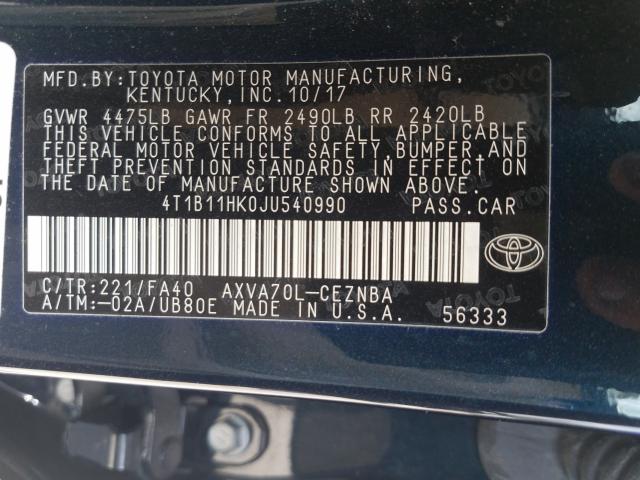 MFD.BY:TOYOTA MOTOR MANUFACTURING,
KENTUCKY,INC.10/17
GVWR 4475LB GAWR FR 2490LB RR 2420LB
THIS VEHICLE CONFORMS TO ALL APPLICABLE
FEDERAL MOTOR VEHICLE SAFETY,BUMPER,AND
THEFT PREVENTION STANDARDS IN EFFECT ON
THE DATE OF MANUFACTURE SHOWN ABOVE.
4T1B11HK0JU540990 PASS.CAR
C/TR:221/FA40 AXVA70L-CEZNBA
A/TM:-02A/UB80E MADE IN U.S.A. 56333